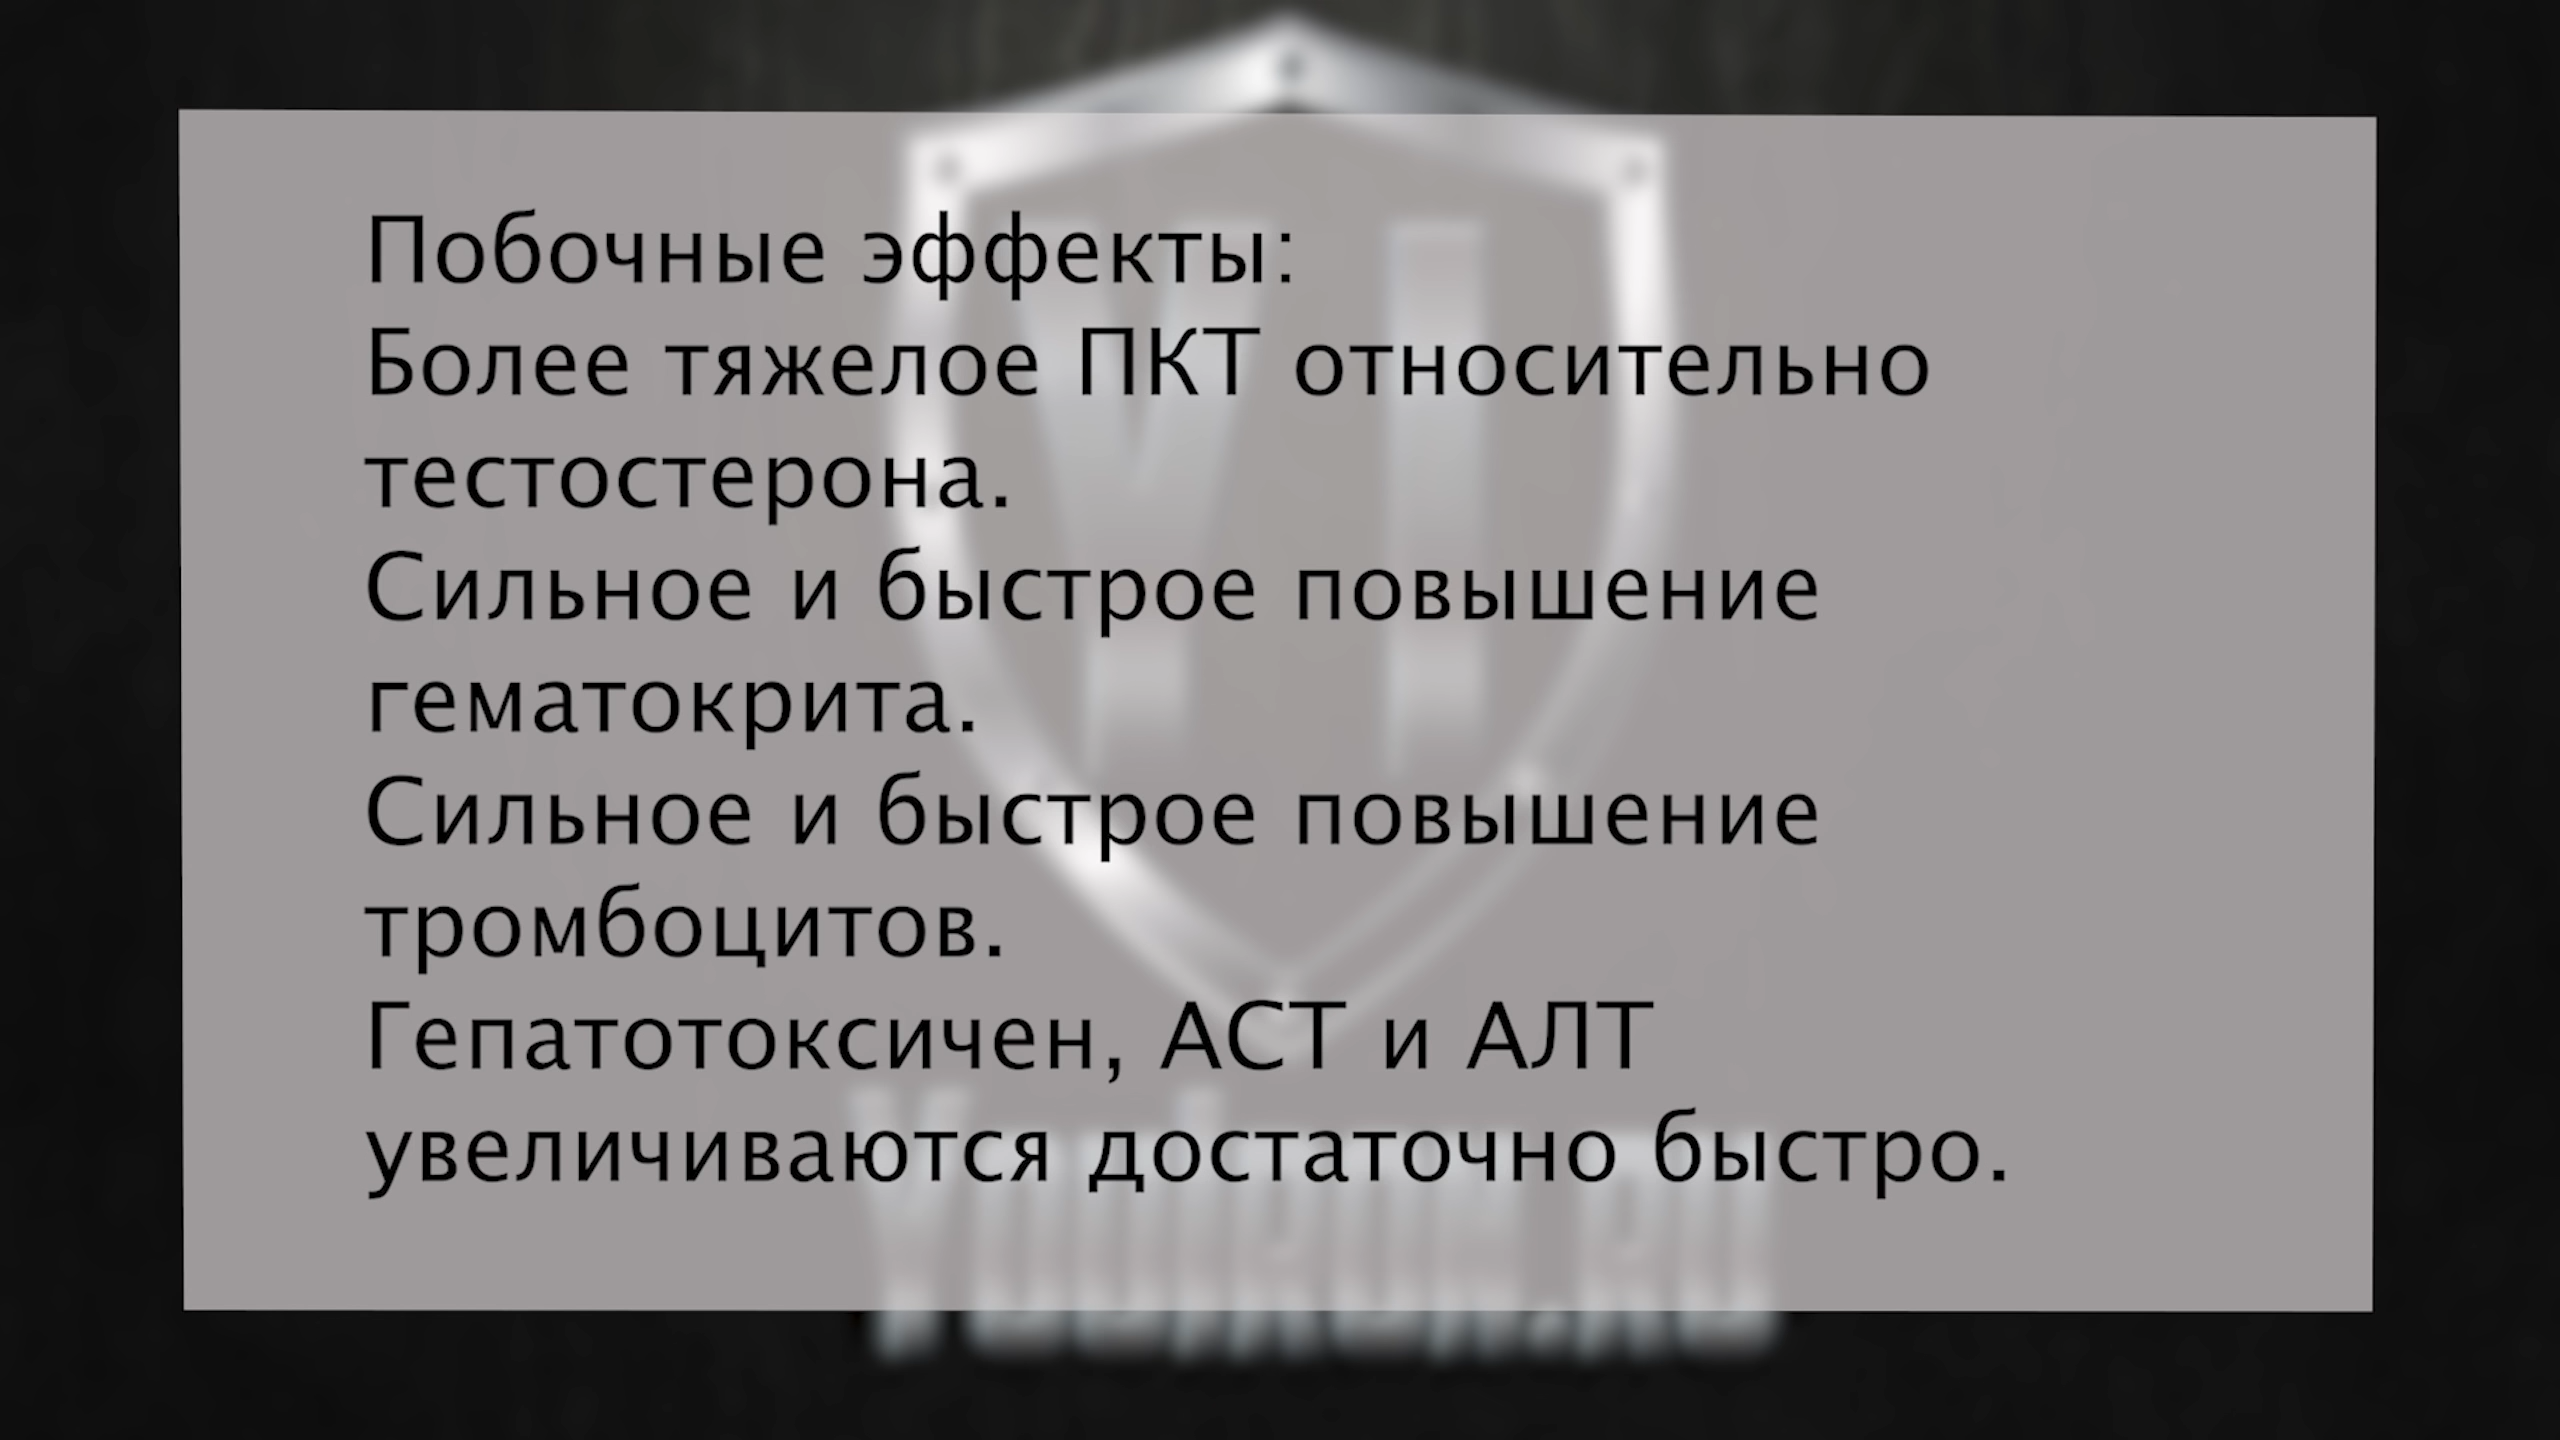 Побочные эффекты:
Более тяжелое ПКТ относительно
тестостерона.
Сильное и быстрое повышение
гематокрита.
Сильное и быстрое повышение
тромбоцитов.
Гепатотоксичен, АСТ и АЛТ
увеличиваются достаточно быстро.
YI